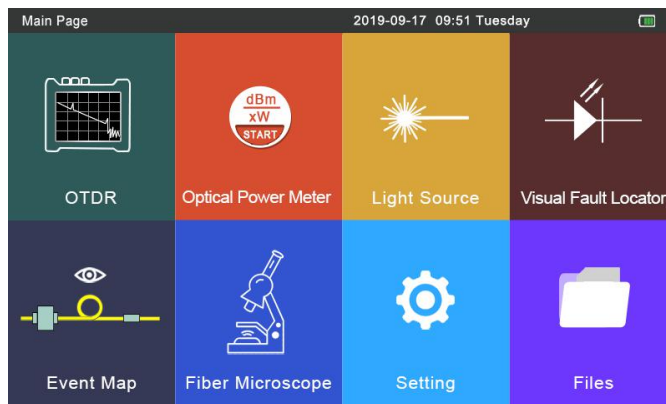 Main Page
2019-09-17 09:51 Tuesday
dBm
xW
START
OTDR
Optical Power Meter
Light Source
Visual Fault Locator
Event Map
Fiber Microscope
Setting
Files